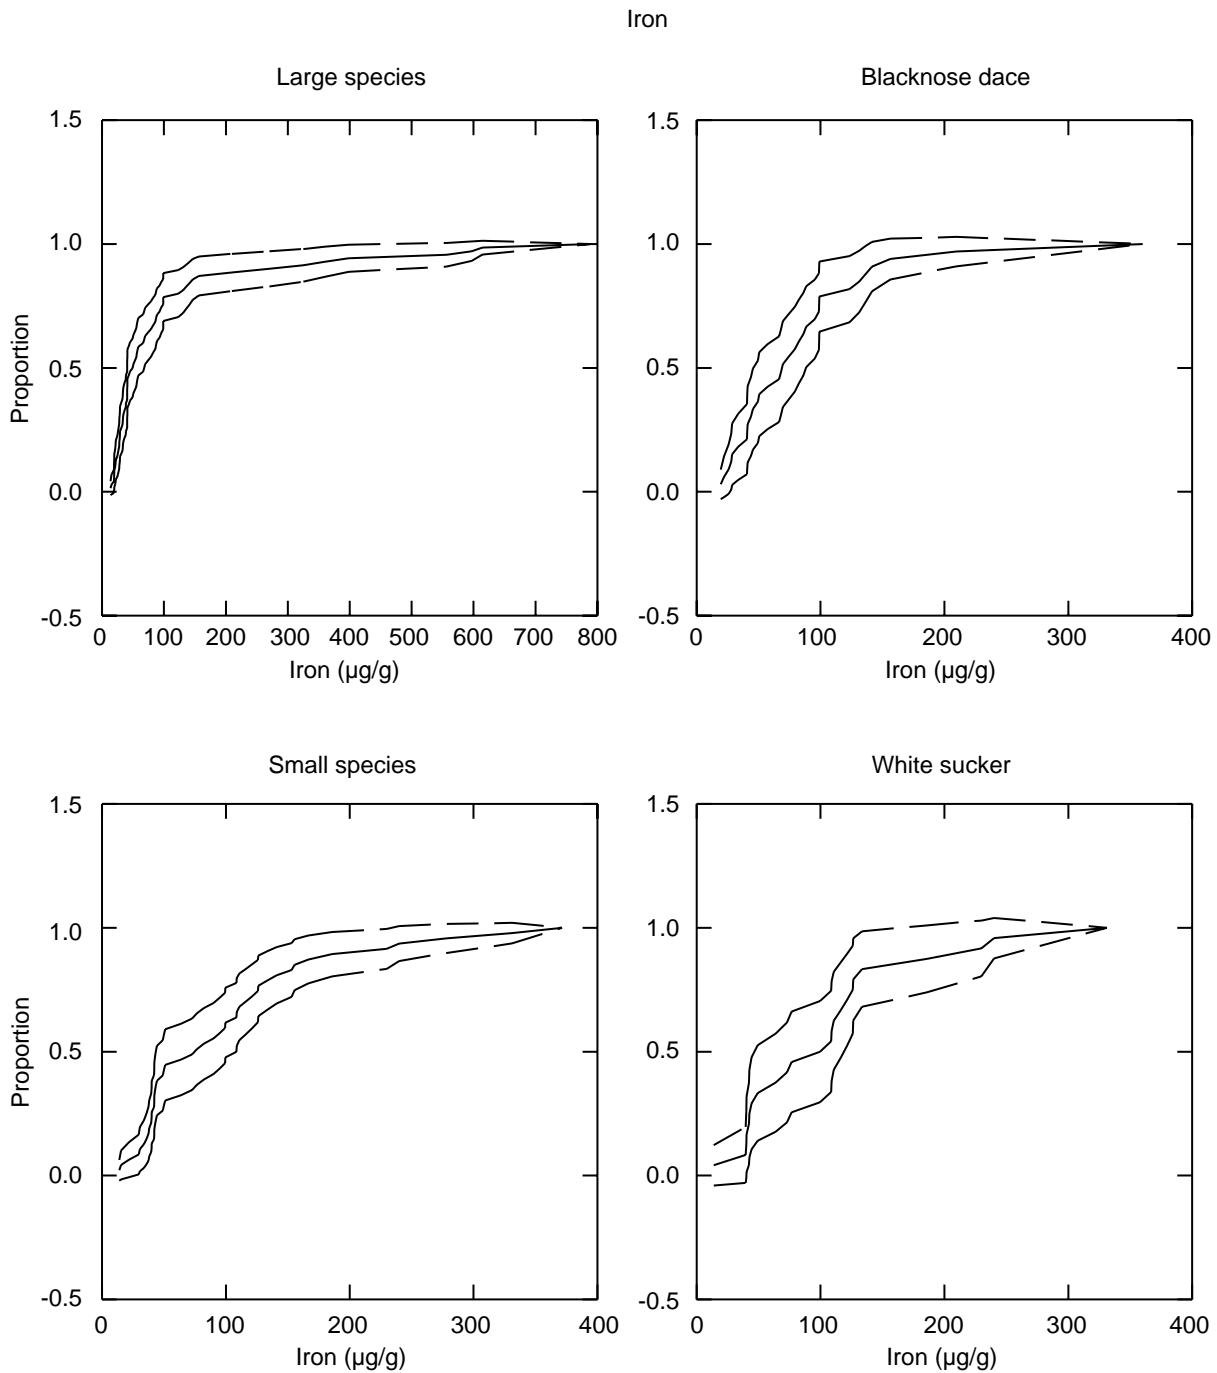 Iron
Large species
Blacknose dace
1.5
1.0
0.5
0.0
-0.5
Proportion
0 100 200 300 400 500 600 700 800
Iron (µg/g)
1.5
1.0
0.5
0.0
-0.5
0 100 200 300 400
Iron (µg/g)
Small species
White sucker
1.5
1.0
0.5
0.0
-0.5
Proportion
0 100 200 300 400
Iron (µg/g)
1.5
1.0
0.5
0.0
-0.5
0 100 200 300 400
Iron (µg/g)